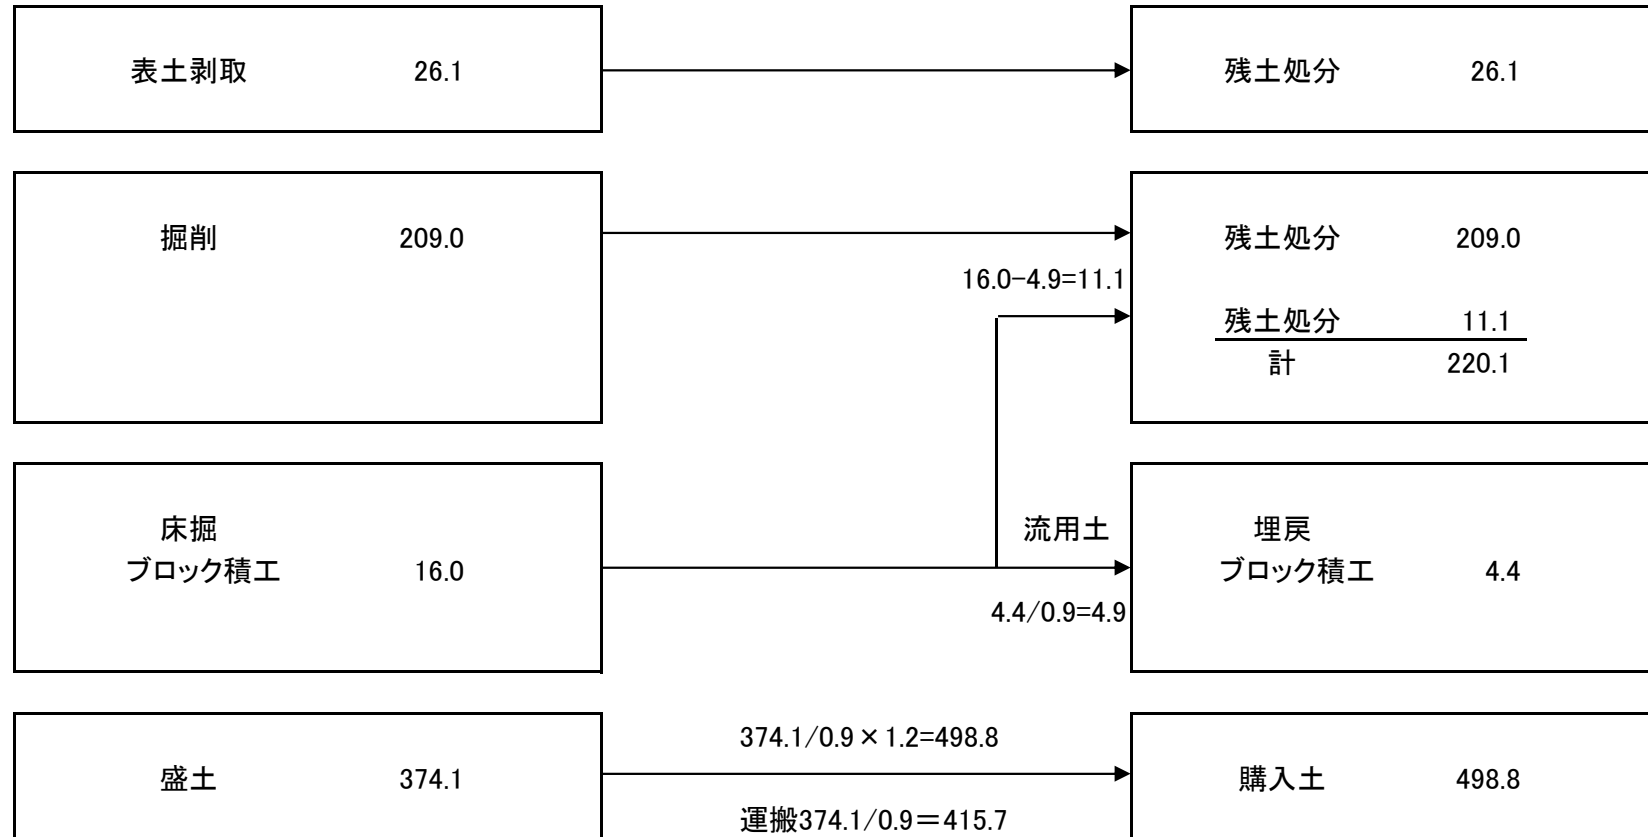 表土剥取 26.1 残土処分 26.1
掘削 209.0 残土処分 209.0
16.0-4.9=11.1
残土処分 11.1
計 220.1
床掘 流用土 埋戻
ブロック積工 16.0 ブロック積工 4.4
4.4/0.9=4.9
374.1/0.9×1.2=498.8
盛土 374.1 購入土 498.8
運搬374.1/0.9＝415.7